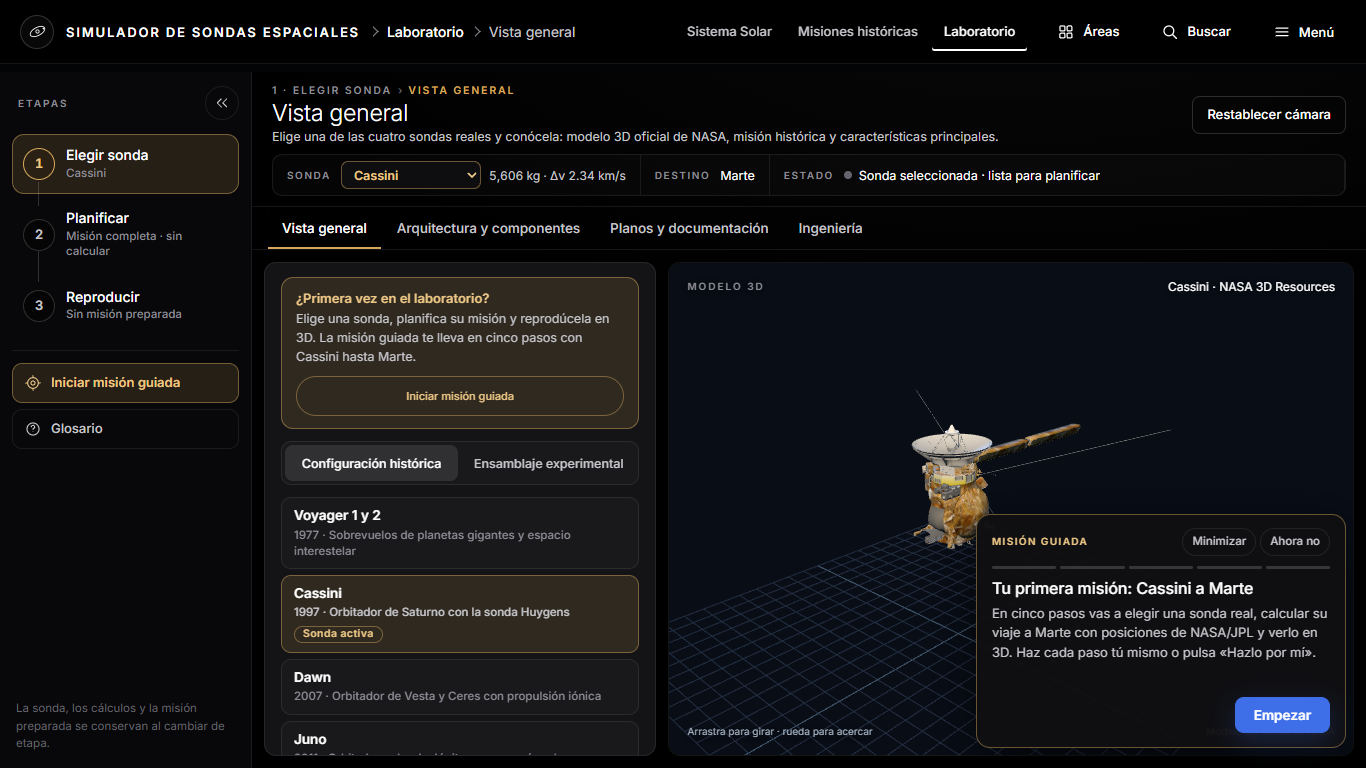 SIMULADOR DE SONDAS ESPACIALES > Laboratorio > Vista general
Sistema Solar
Misiones históricas
Laboratorio
Áreas
Buscar
Menú
ETAPAS
1
Elegir sonda
Cassini
2
Planificar
Misión completa · sin
calcular
3
Reproducir
Sin misión preparada
Iniciar misión guiada
Glosario
La sonda, los cálculos y la misión
preparada se conservan al cambiar de
etapa.
1 · ELEGIR SONDA › VISTA GENERAL
Vista general
Elige una de las cuatro sondas reales y conócela: modelo 3D oficial de NASA, misión histórica y características principales.
Restablecer cámara
SONDA Cassini 5,606 kg · Δv 2.34 km/s
DESTINO Marte
ESTADO Sonda seleccionada · lista para planificar
Vista general
Arquitectura y componentes
Planos y documentación
Ingeniería
¿Primera vez en el laboratorio?
Elige una sonda, planifica su misión y reprodúcela en
3D. La misión guiada te lleva en cinco pasos con
Cassini hasta Marte.
Iniciar misión guiada
Configuración histórica
Ensamblaje experimental
Voyager 1 y 2
1977 · Sobrevuelos de planetas gigantes y espacio
interestelar
Cassini
1997 · Orbitador de Saturno con la sonda Huygens
Sonda activa
Dawn
2007 · Orbitador de Vesta y Ceres con propulsión iónica
Juno
MODELO 3D
Cassini · NASA 3D Resources
Arrastra para girar · rueda para acercar
MISIÓN GUIADA
Minimizar
Ahora no
Tu primera misión: Cassini a Marte
En cinco pasos vas a elegir una sonda real, calcular su
viaje a Marte con posiciones de NASA/JPL y verlo en
3D. Haz cada paso tú mismo o pulsa «Hazlo por mí».
Empezar